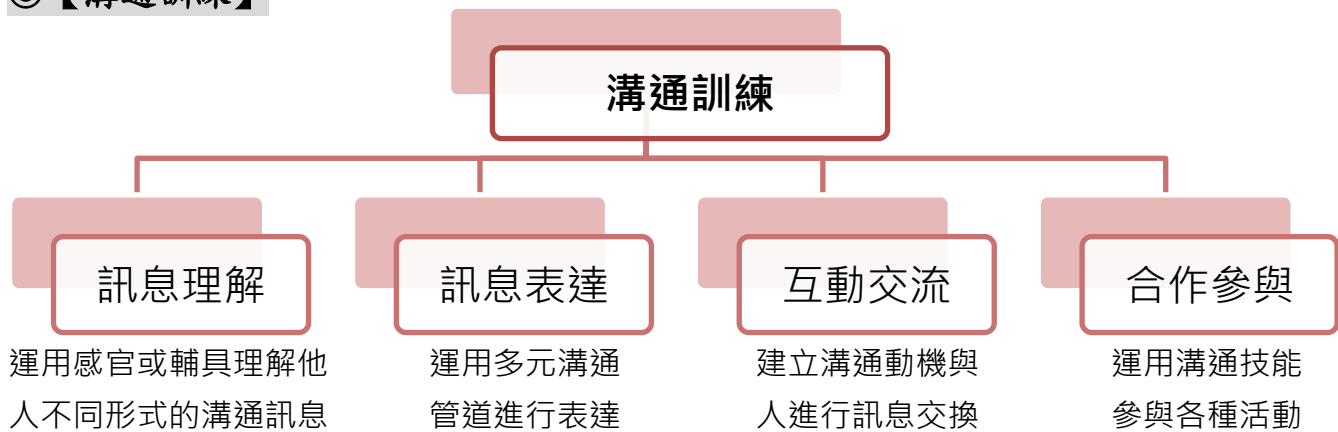 【溝通訓練】
溝通訓練
訊息理解
訊息表達
互動交流
合作參與
運用感官或輔具理解他
人不同形式的溝通訊息
運用多元溝通
管道進行表達
建立溝通動機與
人進行訊息交換
運用溝通技能
參與各種活動